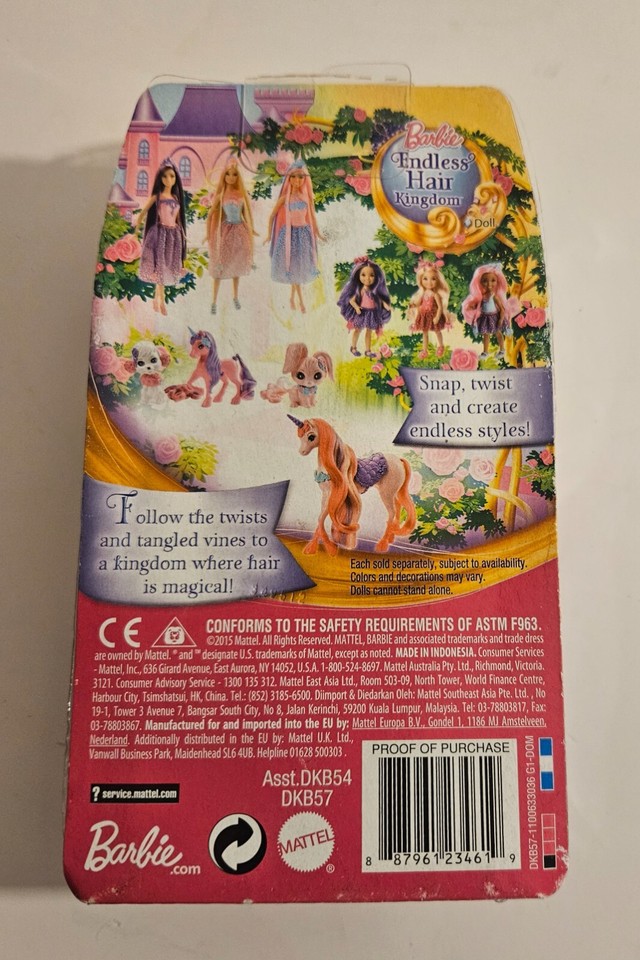 Barbie
Endless
Hair
Kingdom
Doll
Snap, twist
and create
endless styles!
Follow the twists
and tangled vines to
a kingdom where hair
is magical!
Each sold separately, subject to availability.
Colors and decorations may vary.
Dolls cannot stand alone.
CE
CONFORMS TO THE SAFETY REQUIREMENTS OF ASTM F963.
©2015 Mattel. All Rights Reserved. MATTEL, BARBIE and associated trademarks and trade dress
are owned by Mattel. ® and ™ designate U.S. trademarks of Mattel, except as noted. MADE IN INDONESIA. Consumer Services
- Mattel, Inc., 636 Girard Avenue, East Aurora, NY 14052, U.S.A. 1-800-524-8697. Mattel Australia Pty. Ltd., Richmond, Victoria.
3121. Consumer Advisory Service - 1300 135 312. Mattel East Asia Ltd., Room 503-09, North Tower, World Finance Centre,
Harbour City, Tsimshatsui, HK, China. Tel.: (852) 3185-6500. Diimport & Diedarkan Oleh: Mattel Southeast Asia Pte. Ltd. , No
19-1, Tower 3 Avenue 7, Bangsar South City, No 8, Jalan Kerinchi, 59200 Kuala Lumpur, Malaysia. Tel: 03-78803817, Fax:
03-78803867. Manufactured for and imported into the EU by: Mattel Europa B.V., Gondel 1, 1186 MJ Amstelveen,
Nederland. Additionally distributed in the EU by: Mattel U.K. Ltd.,
Vanwall Business Park, Maidenhead SL6 4UB. Helpline 01628 500303 .
PROOF OF PURCHASE
8 87961 23461 9
Asst.DKB54
DKB57
? service.mattel.com
Barbie.com
MATTEL
®
DKB57-1100633036 G1-DOM